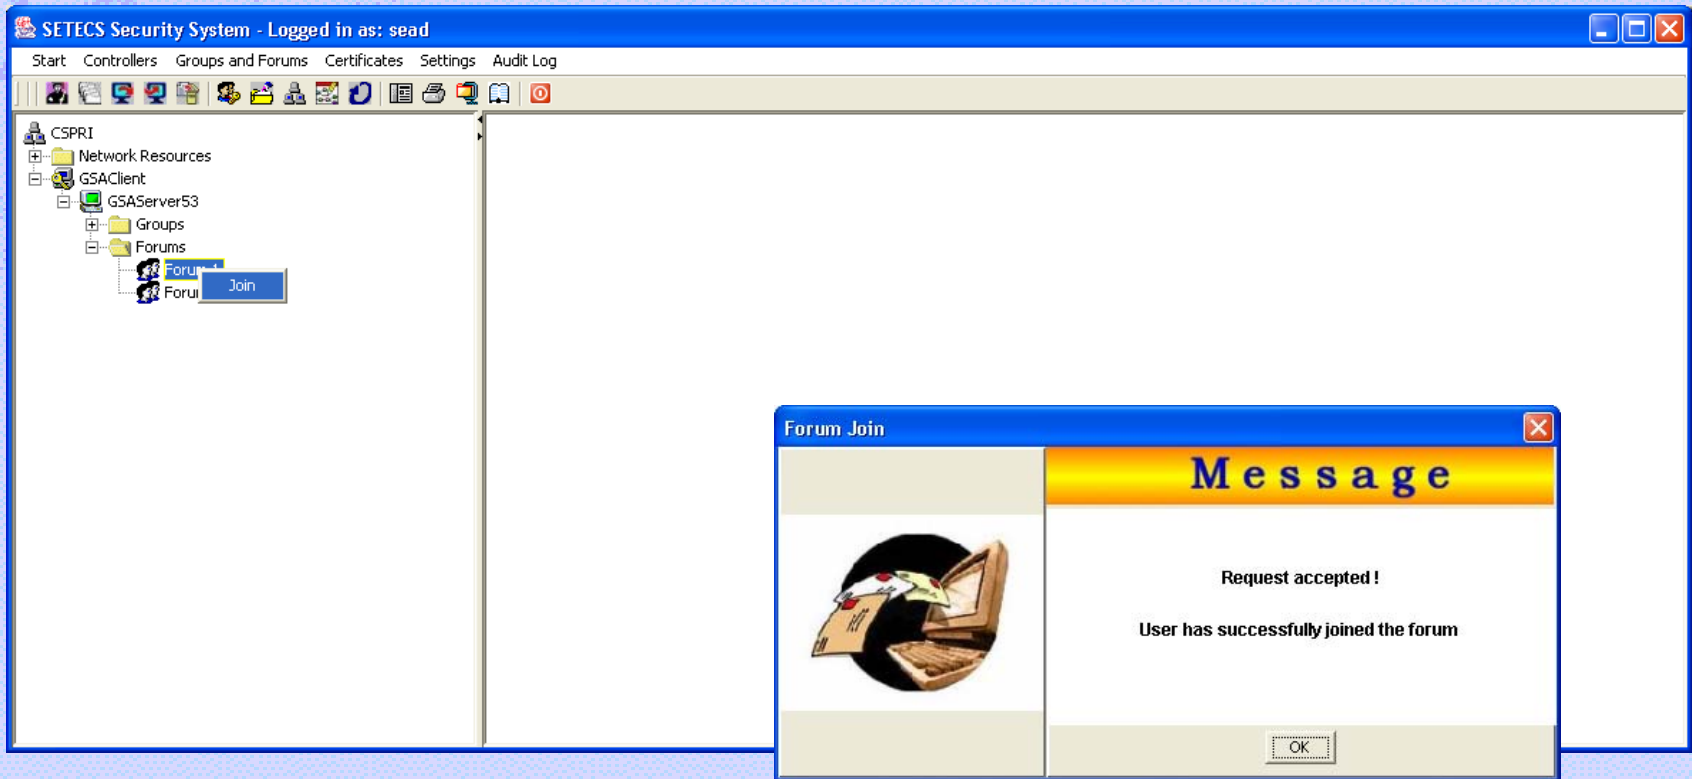 SETECS Security System - Logged in as: sead
Start Controllers Groups and Forums Certificates Settings Audit Log
CSPRI
Network Resources
GSAClient
GSAServer53
Groups
Forums
Join
Forum Join
Message
Request accepted !
User has successfully joined the forum
OK